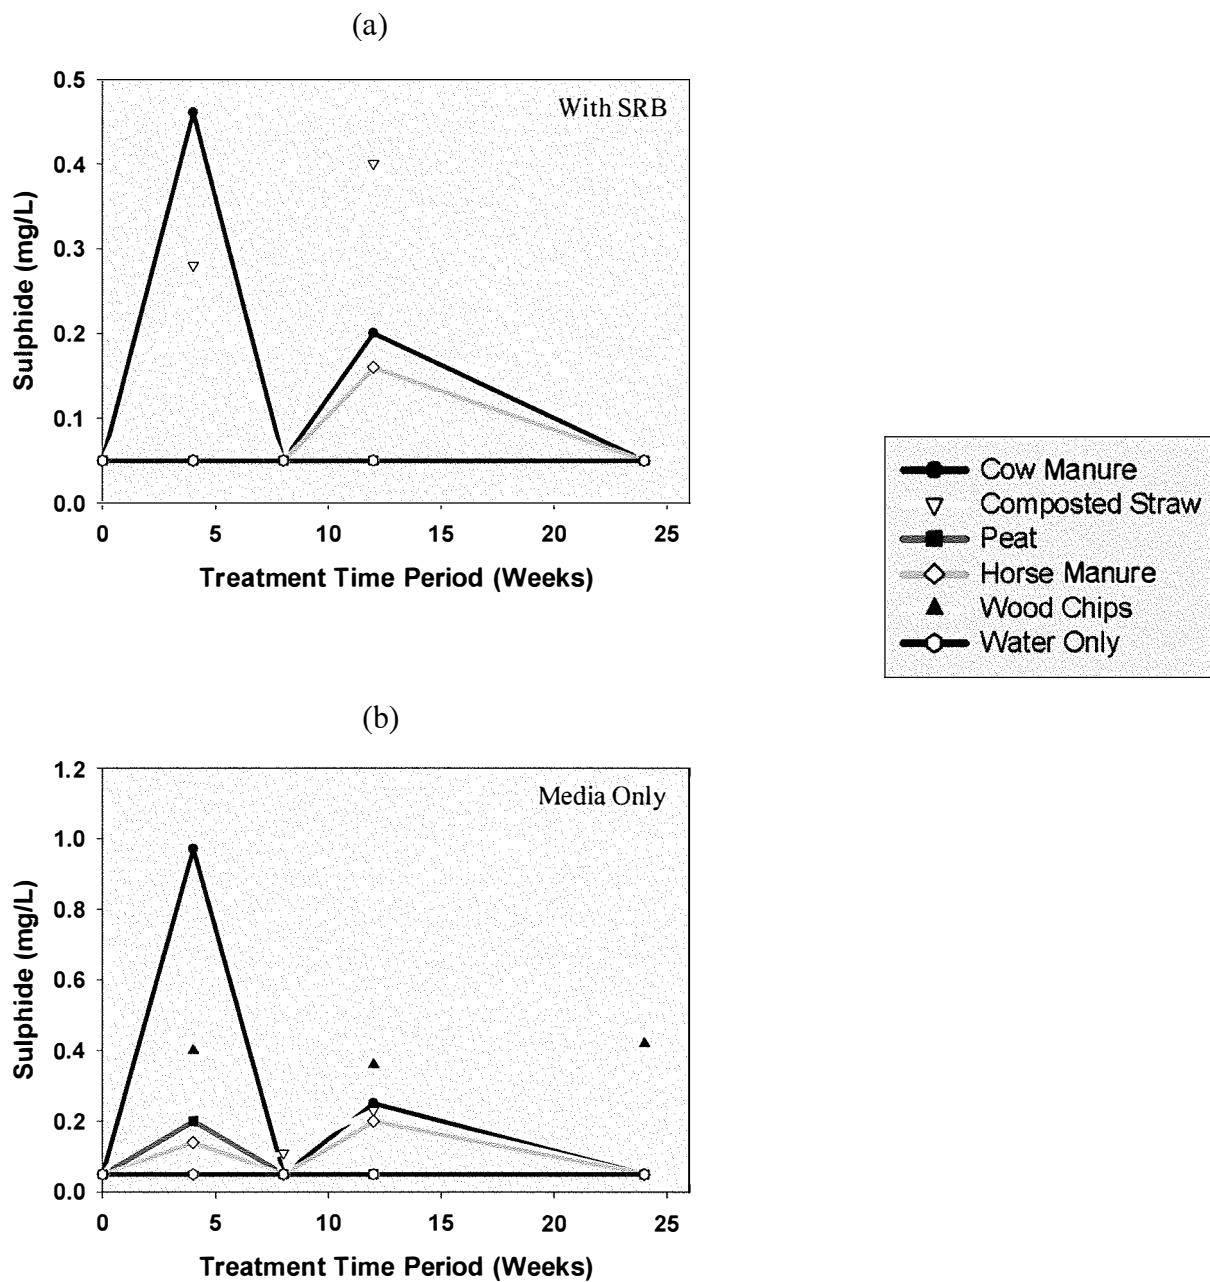 (a)
With SRB
Sulphide (mg/L)
0.5
0.4
0.3
0.2
0.1
0.0
0 5 10 15 20 25
Treatment Time Period (Weeks)
Cow Manure
Composted Straw
Peat
Horse Manure
Wood Chips
Water Only
(b)
Media Only
Sulphide (mg/L)
1.2
1.0
0.8
0.6
0.4
0.2
0.0
0 5 10 15 20 25
Treatment Time Period (Weeks)